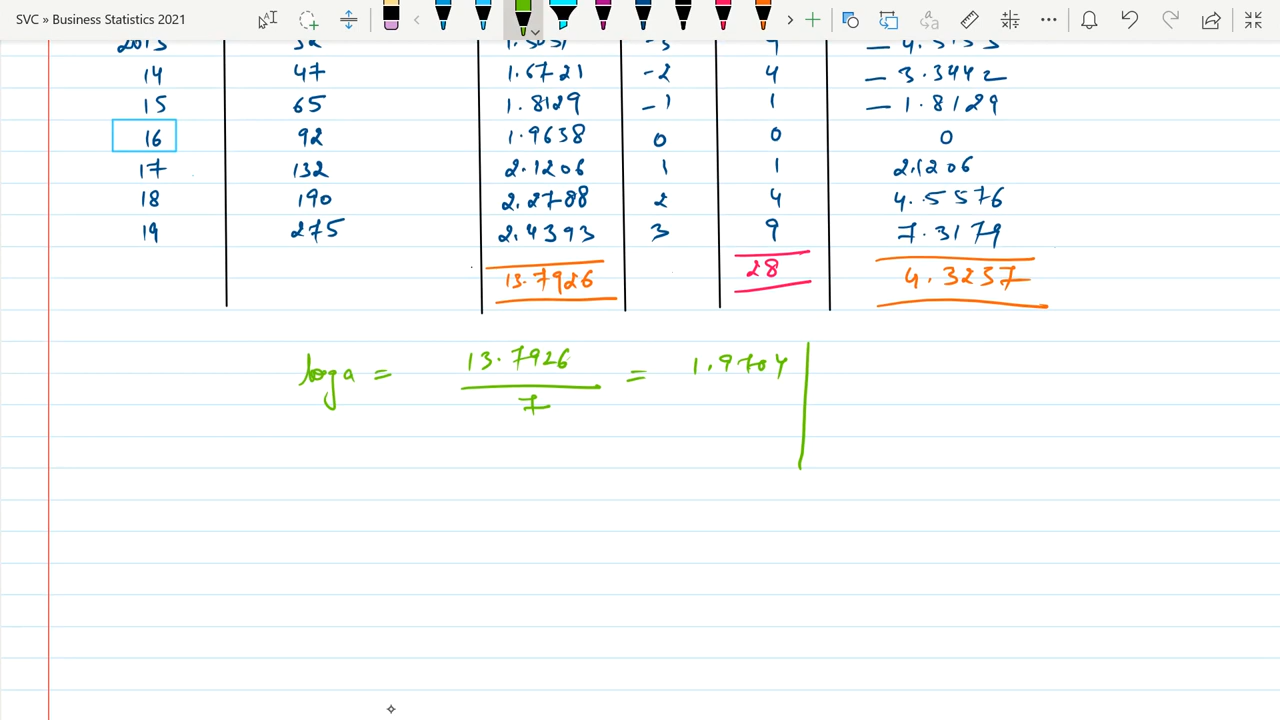 SVC » Business Statistics 2021
14 47 1.6721 -2 4 - 3.3442
15 65 1.8129 -1 1 - 1.8129
16 92 1.9638 0 0 0
17 132 2.1206 1 1 2.1206
18 190 2.2788 2 4 4.5576
19 275 2.4393 3 9 7.3179
13.7926 28 4.3237
log a = 13.7926 / 7 = 1.9704